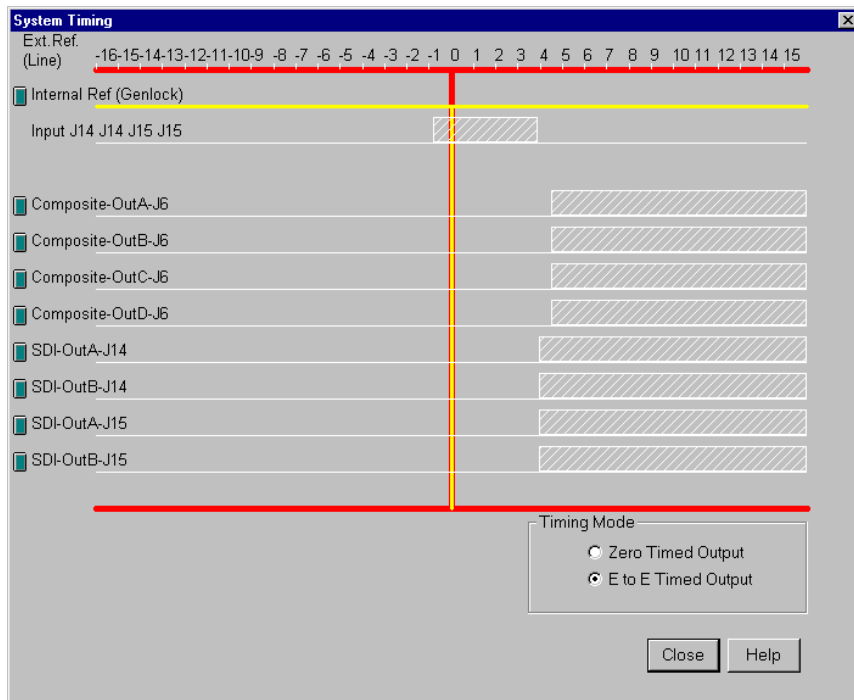 System Timing
Ext.Ref.
(Line) -16-15-14-13-12-11-10-9 -8 -7 -6 -5 -4 -3 -2 -1 0 1 2 3 4 5 6 7 8 9 10 11 12 13 14 15
Internal Ref (Genlock)
Input J14 J14 J15 J15
Composite-OutA-J6
Composite-OutB-J6
Composite-OutC-J6
Composite-OutD-J6
SDI-OutA-J14
SDI-OutB-J14
SDI-OutA-J15
SDI-OutB-J15
Timing Mode
Zero Timed Output
E to E Timed Output
Close Help